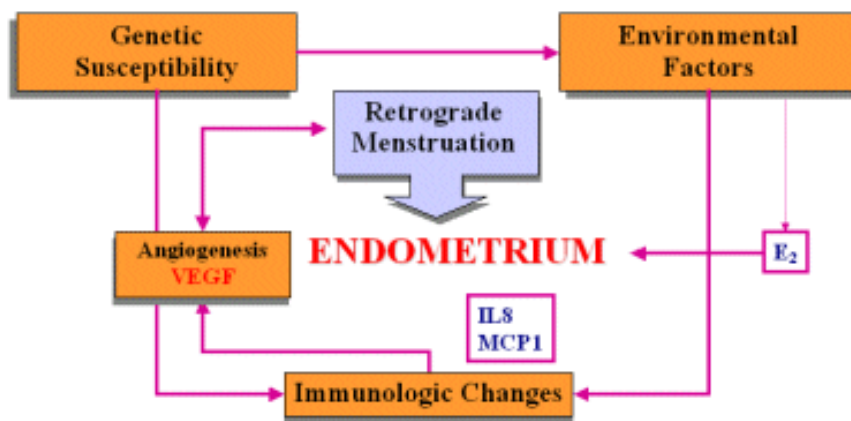 Genetic
Susceptibility
Environmental
Factors
Retrograde
Menstruation
Angiogenesis
VEGF
ENDOMETRIUM
E₂
IL8
MCP1
Immunologic Changes